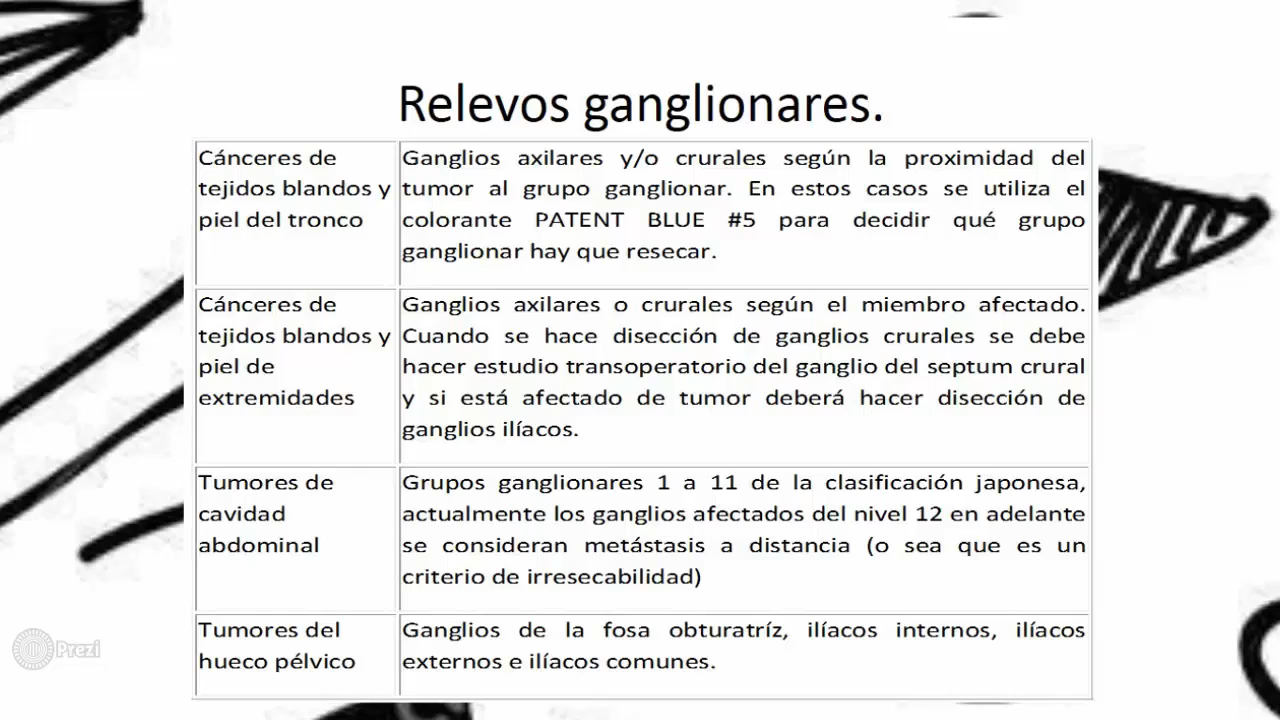 Relevos ganglionares.
Cánceres de
tejidos blandos y
piel del tronco
Ganglios axilares y/o crurales según la proximidad del
tumor al grupo ganglionar. En estos casos se utiliza el
colorante PATENT BLUE #5 para decidir qué grupo
ganglionar hay que resecar.
Cánceres de
tejidos blandos y
piel de
extremidades
Ganglios axilares o crurales según el miembro afectado.
Cuando se hace disección de ganglios crurales se debe
hacer estudio transoperatorio del ganglio del septum crural
y si está afectado de tumor deberá hacer disección de
ganglios ilíacos.
Tumores de
cavidad
abdominal
Grupos ganglionares 1 a 11 de la clasificación japonesa,
actualmente los ganglios afectados del nivel 12 en adelante
se consideran metástasis a distancia (o sea que es un
criterio de irresecabilidad)
Tumores del
hueco pélvico
Ganglios de la fosa obturatríz, ilíacos internos, ilíacos
externos e ilíacos comunes.
Prezi